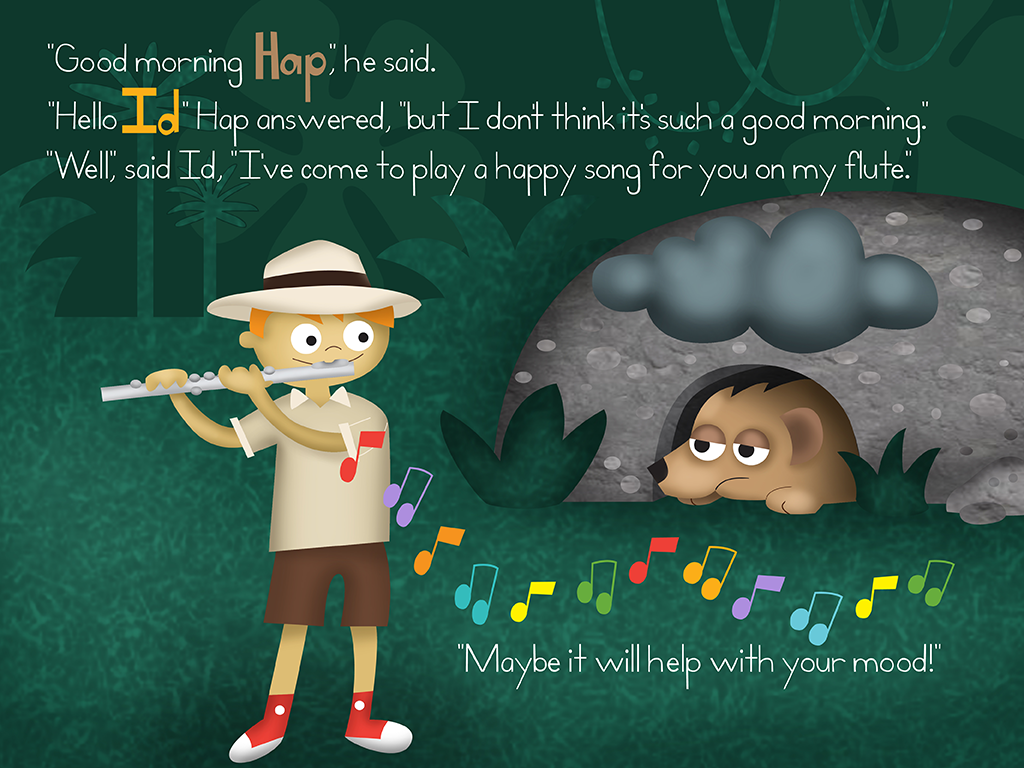 "Good morning Hap", he said.
"Hello Id" Hap answered, "but I don't think it's such a good morning."
"Well", said Id, "I've come to play a happy song for you on my flute."
"Maybe it will help with your mood!"